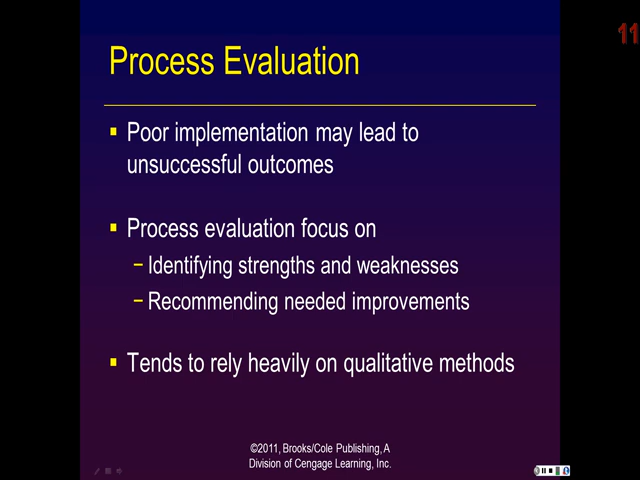 11
Process Evaluation
▪ Poor implementation may lead to
unsuccessful outcomes
▪ Process evaluation focus on
– Identifying strengths and weaknesses
– Recommending needed improvements
▪ Tends to rely heavily on qualitative methods
©2011, Brooks/Cole Publishing, A
Division of Cengage Learning, Inc.